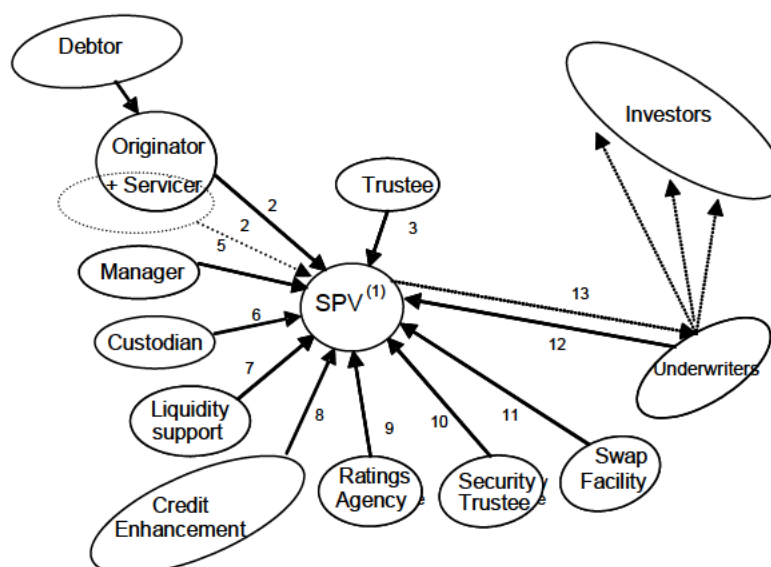 Debtor
Investors
Originator
+ Servicer
2
Trustee
2
3
5
Manager
SPV (1)
13
6
Custodian
12
Underwriters
7
Liquidity
support
8
9
10
11
Swap
Facility
Ratings
Agency
Security
Trustee
Credit
Enhancement